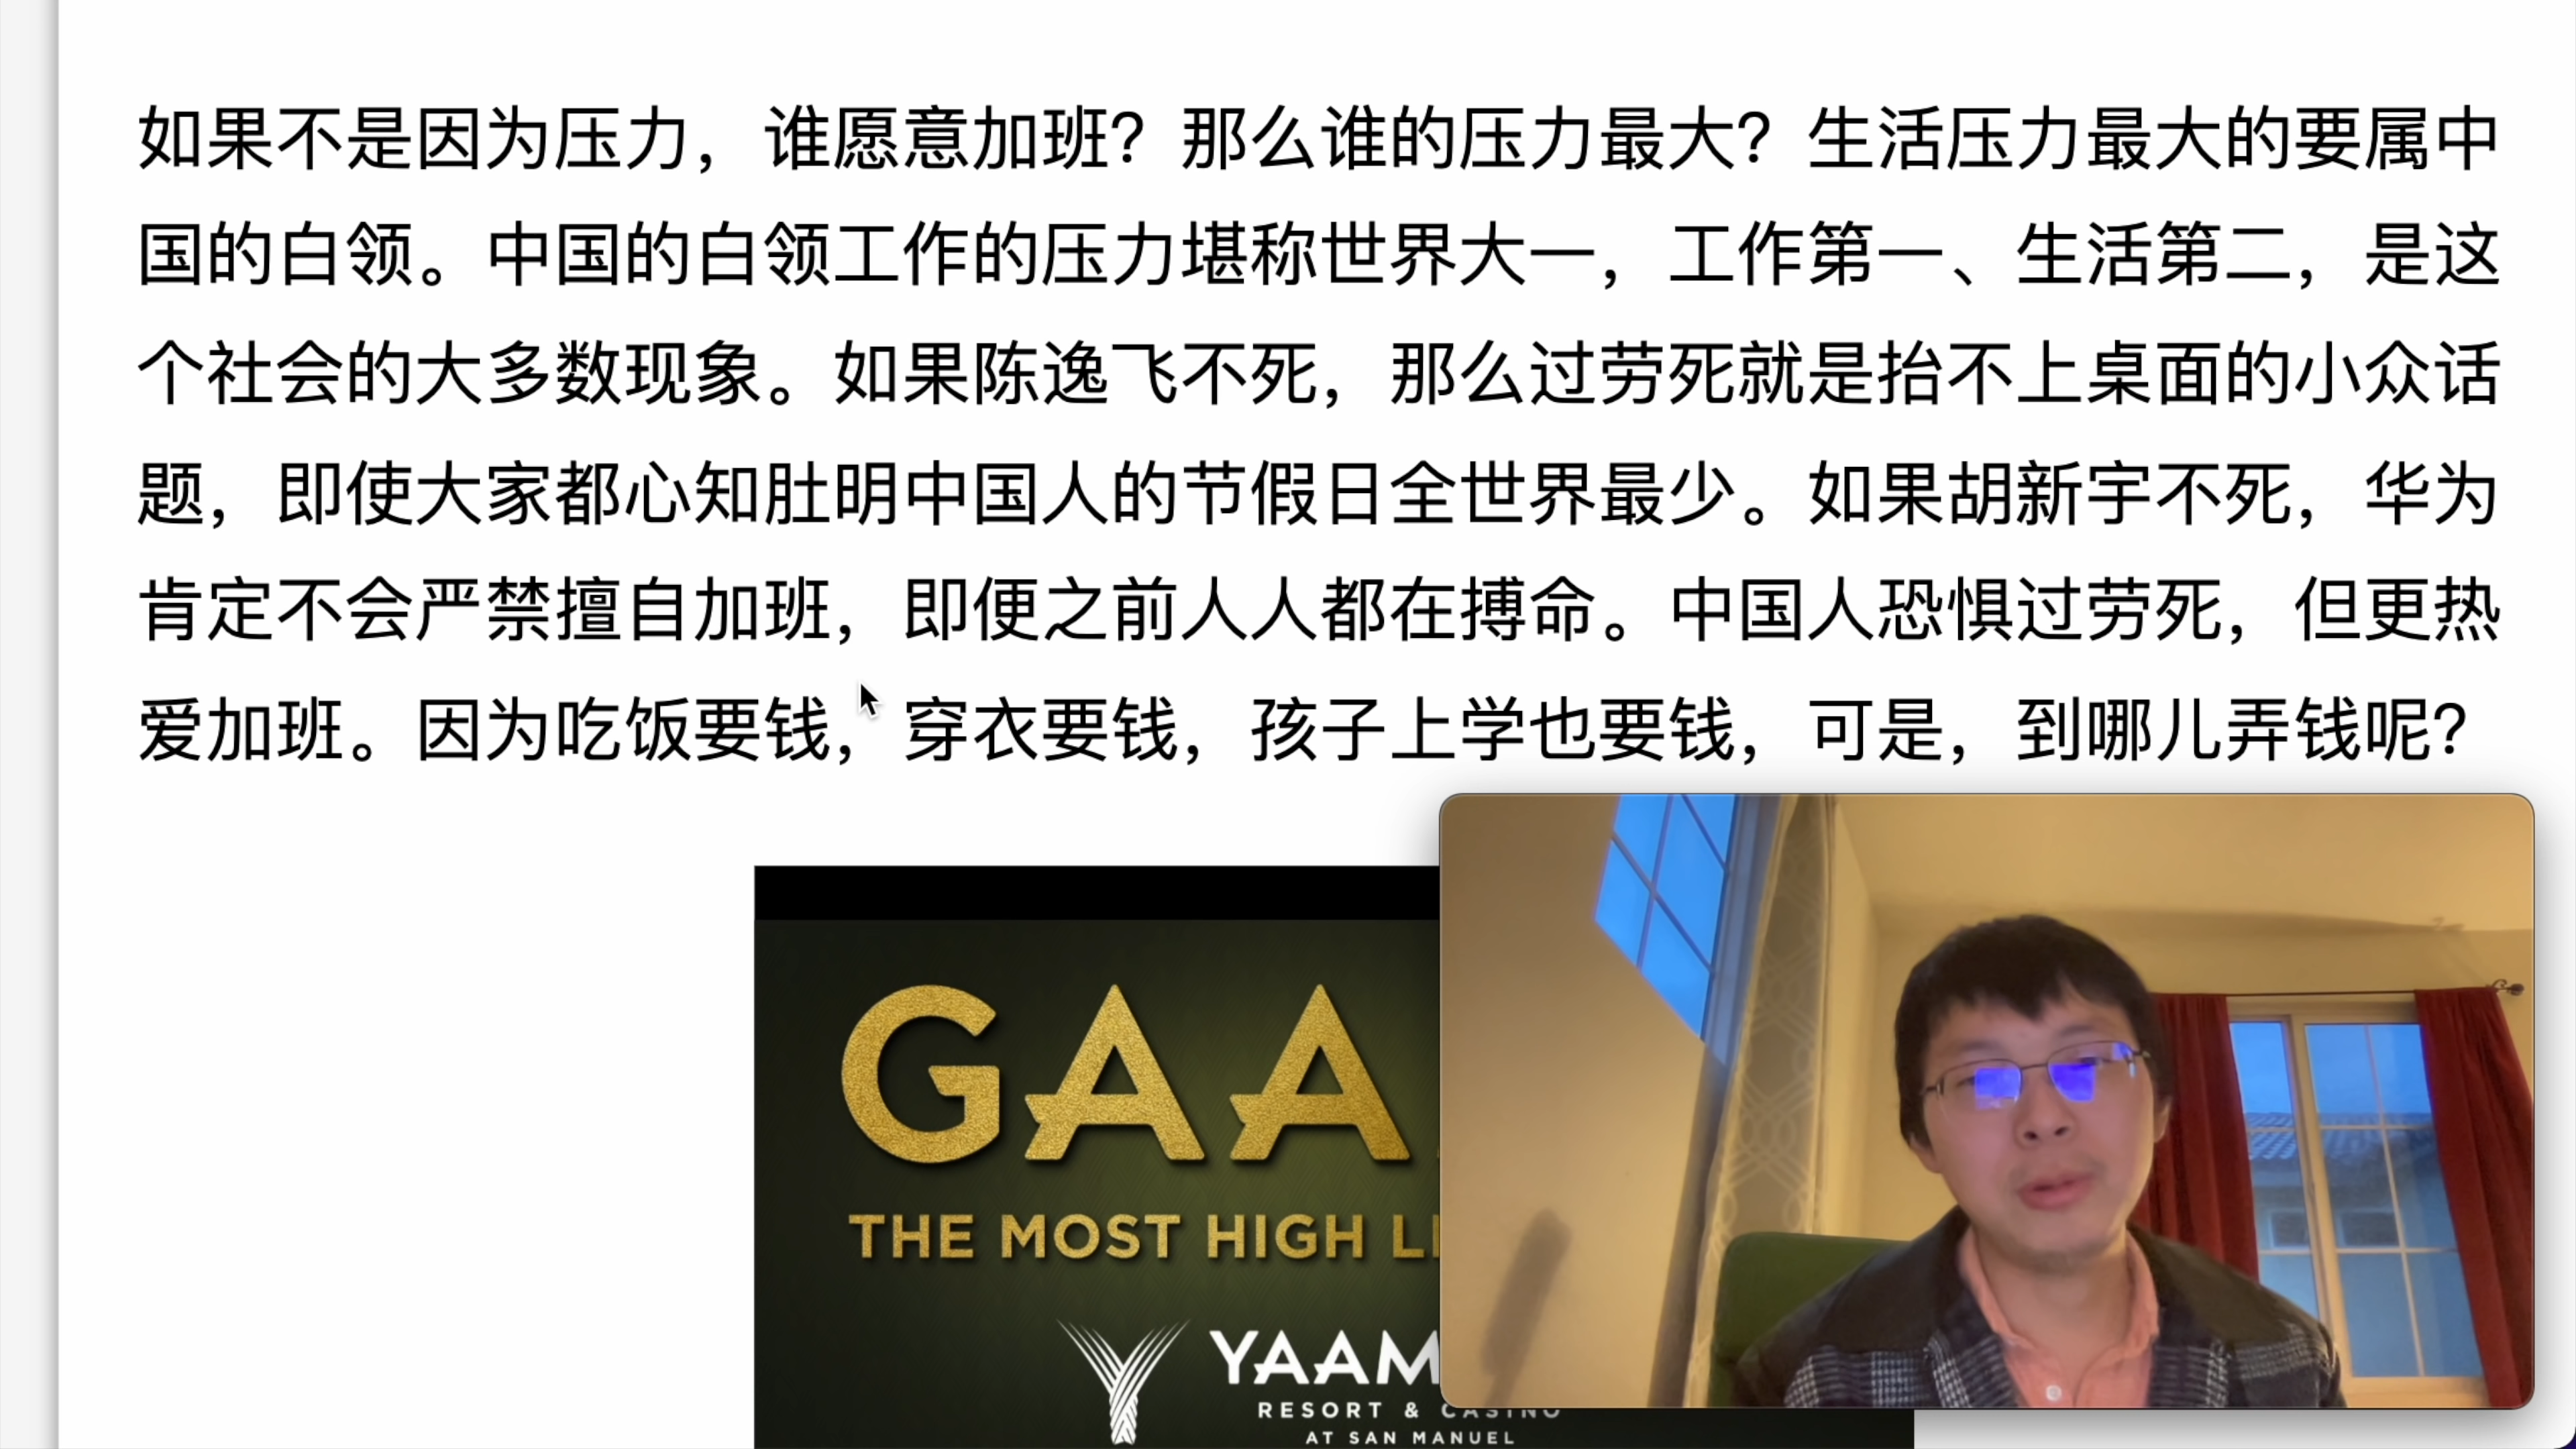 如果不是因为压力，谁愿意加班？那么谁的压力最大？生活压力最大的要属中
国的白领。中国的白领工作的压力堪称世界大一，工作第一、生活第二，是这
个社会的大多数现象。如果陈逸飞不死，那么过劳死就是抬不上桌面的小众话
题，即使大家都心知肚明中国人的节假日全世界最少。如果胡新宇不死，华为
肯定不会严禁擅自加班，即便之前人人都在搏命。中国人恐惧过劳死，但更热
爱加班。因为吃饭要钱，穿衣要钱，孩子上学也要钱，可是，到哪儿弄钱呢？
GAA
THE MOST HIGH L
YAAM
RESORT & CASINO
AT SAN MANUEL